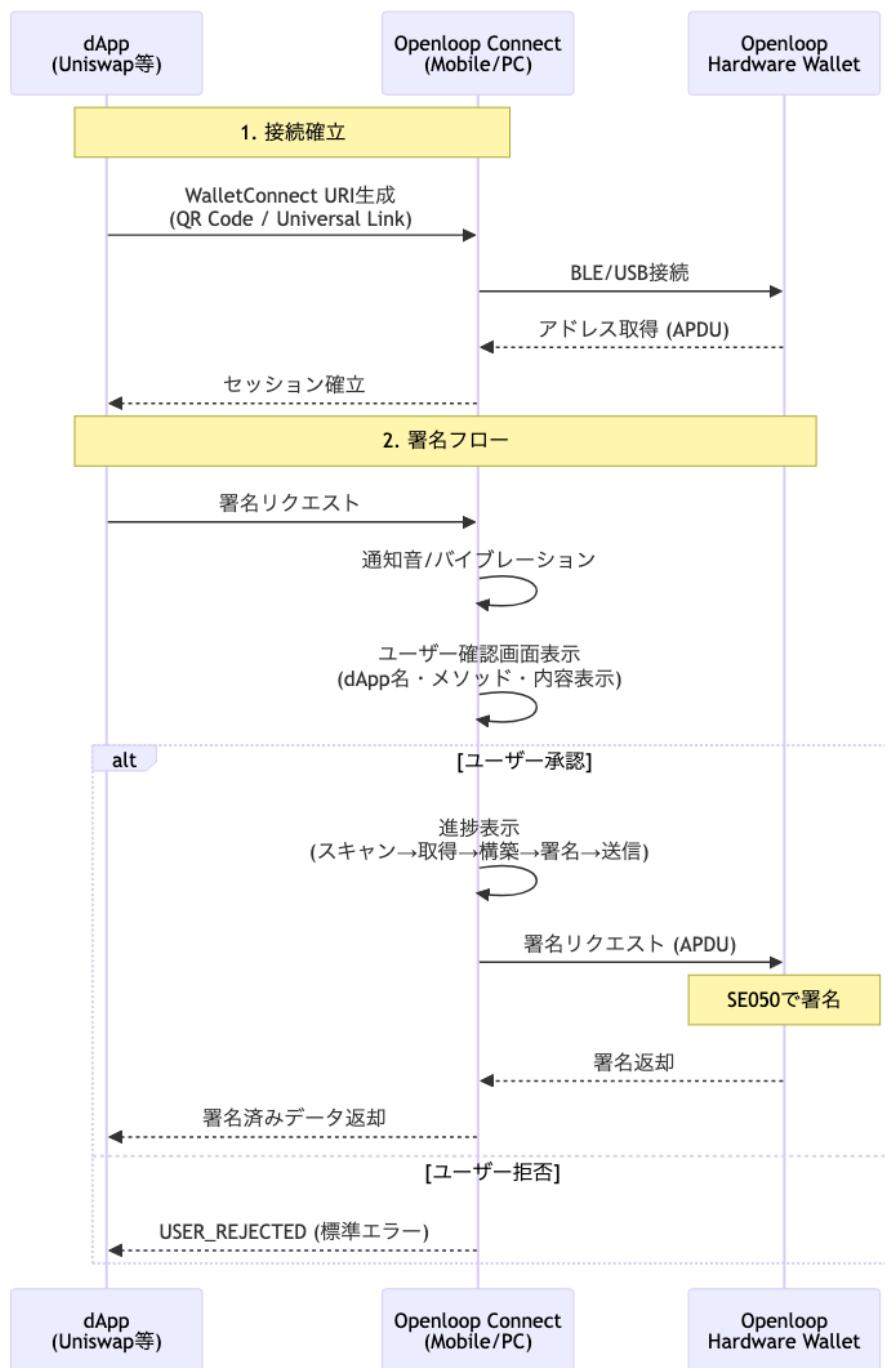 dApp
(Uniswap等)
Openloop Connect
(Mobile/PC)
Openloop
Hardware Wallet
1. 接続確立
WalletConnect URI生成
(QR Code / Universal Link)
BLE/USB接続
アドレス取得 (APDU)
セッション確立
2. 署名フロー
署名リクエスト
通知音/バイブレーション
ユーザー確認画面表示
(dApp名・メソッド・内容表示)
alt
[ユーザー承認]
進捗表示
(スキャン→取得→構築→署名→送信)
署名リクエスト (APDU)
SE050で署名
署名返却
署名済みデータ返却
[ユーザー拒否]
USER_REJECTED (標準エラー)
dApp
(Uniswap等)
Openloop Connect
(Mobile/PC)
Openloop
Hardware Wallet